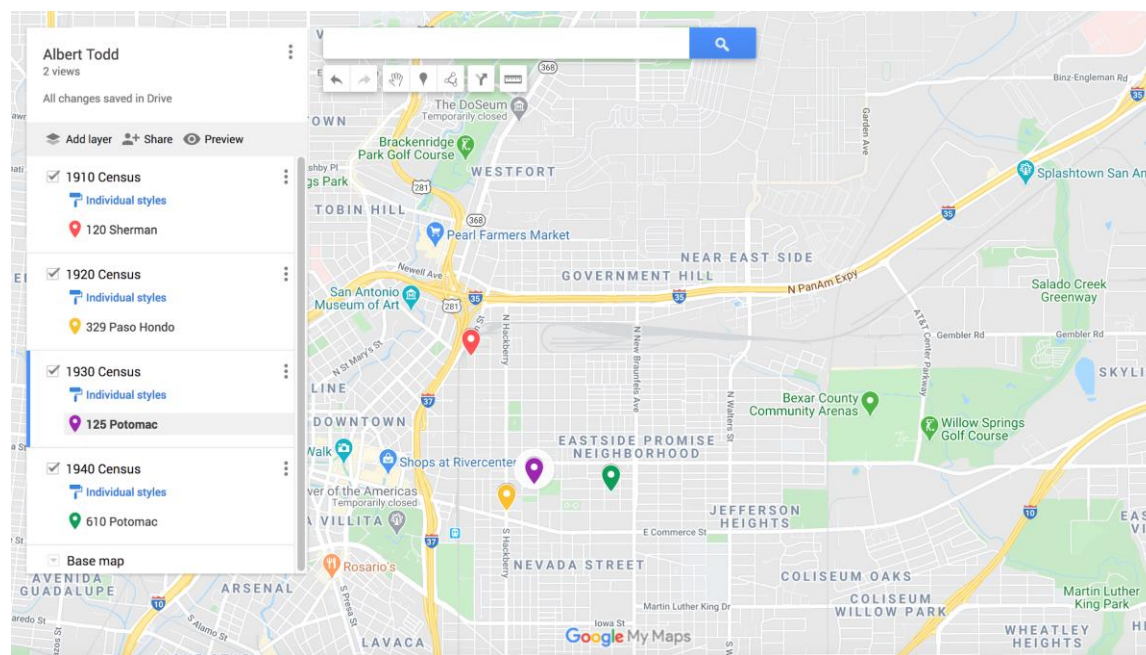 Albert Todd
2 views
All changes saved in Drive
Add layer Share Preview
1910 Census
Individual styles
120 Sherman
1920 Census
Individual styles
329 Paso Hondo
1930 Census
Individual styles
125 Potomac
1940 Census
Individual styles
610 Potomac
Base map
368
The DoSeum
Temporarily closed
Brackenridge
Park Golf Course
WESTFORT
281
TOBIN HILL
368
Pearl Farmers Market
Newell Ave
San Antonio
Museum of Art
281
35
N St Mary's St
N Hackberry
GOVERNMENT HILL
NEAR EAST SIDE
35
N PanAm Expy
35
Binz-Engleman Rd
35
Garden Ave
Splashtown San An
Salado Creek
Greenway
Gembler Rd
Gembler Rd
AT&T Center Parkway
SKYLI
N New Braunfels Ave
N Walters St
37
DOWNTOWN
Walk
Shops at Rivercenter
EASTSIDE PROMISE
NEIGHBORHOOD
Bexar County
Community Arenas
Willow Springs
Golf Course
wer of the Americas
Temporarily closed
A VILLITA
37
E Commerce St
JEFFERSON
HEIGHTS
10
S Hackberry
NEVADA STREET
Rosario's
S Presa St
COLISEUM OAKS
COLISEUM
WILLOW PARK
Martin Luther
King Park
Martin Luther King Dr
AVENIDA
GUADALUPE
10
ARSENAL
S Alamo St
LAVACA
Iowa St
Google My Maps
WHEATLEY
HEIGHTS